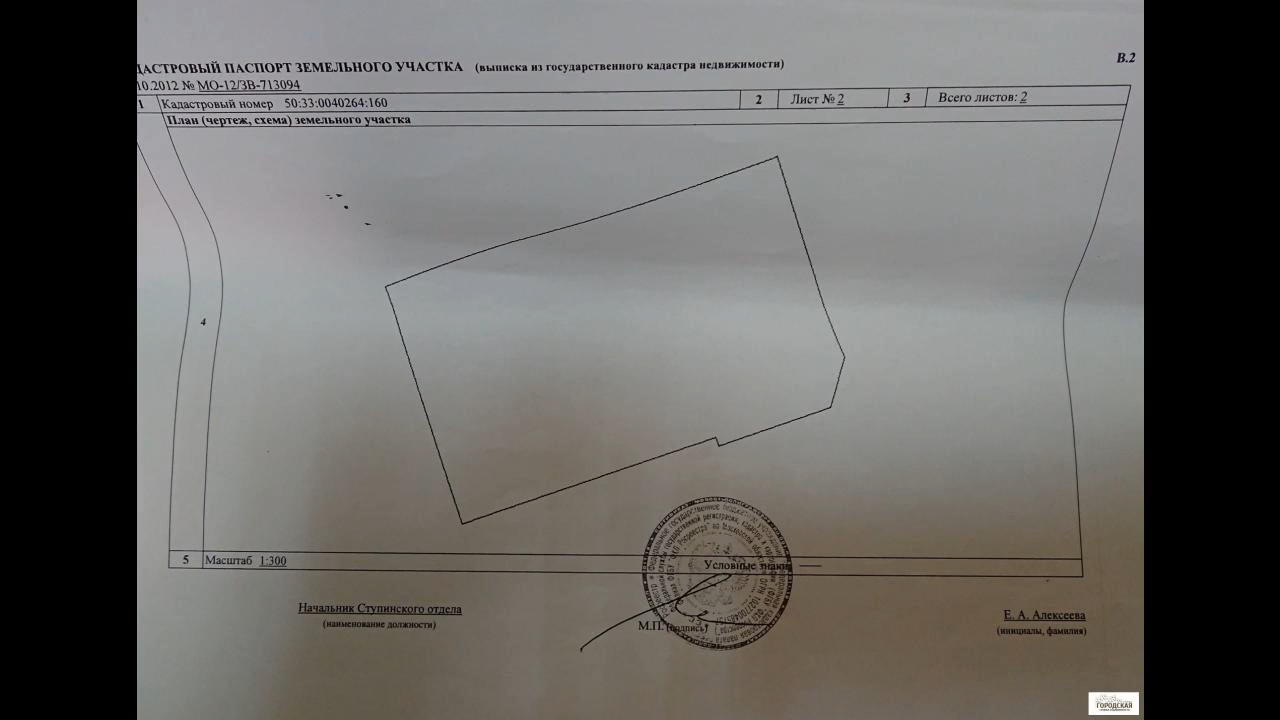 ДАСТРОВЫЙ ПАСПОРТ ЗЕМЕЛЬНОГО УЧАСТКА (выписка из государственного кадастра недвижимости)
В.2
10.2012 № МО-12/ЗВ-713094
1 Кадастровый номер 50:33:0040264:160 2 Лист № 2 3 Всего листов: 2
План (чертеж, схема) земельного участка
4
5 Масштаб 1:300
Условные знаки
Начальник Ступинского отдела
(наименование должности)
М.П. (подпись)
Е. А. Алексеева
(инициалы, фамилия)
ГОРОДСКАЯ